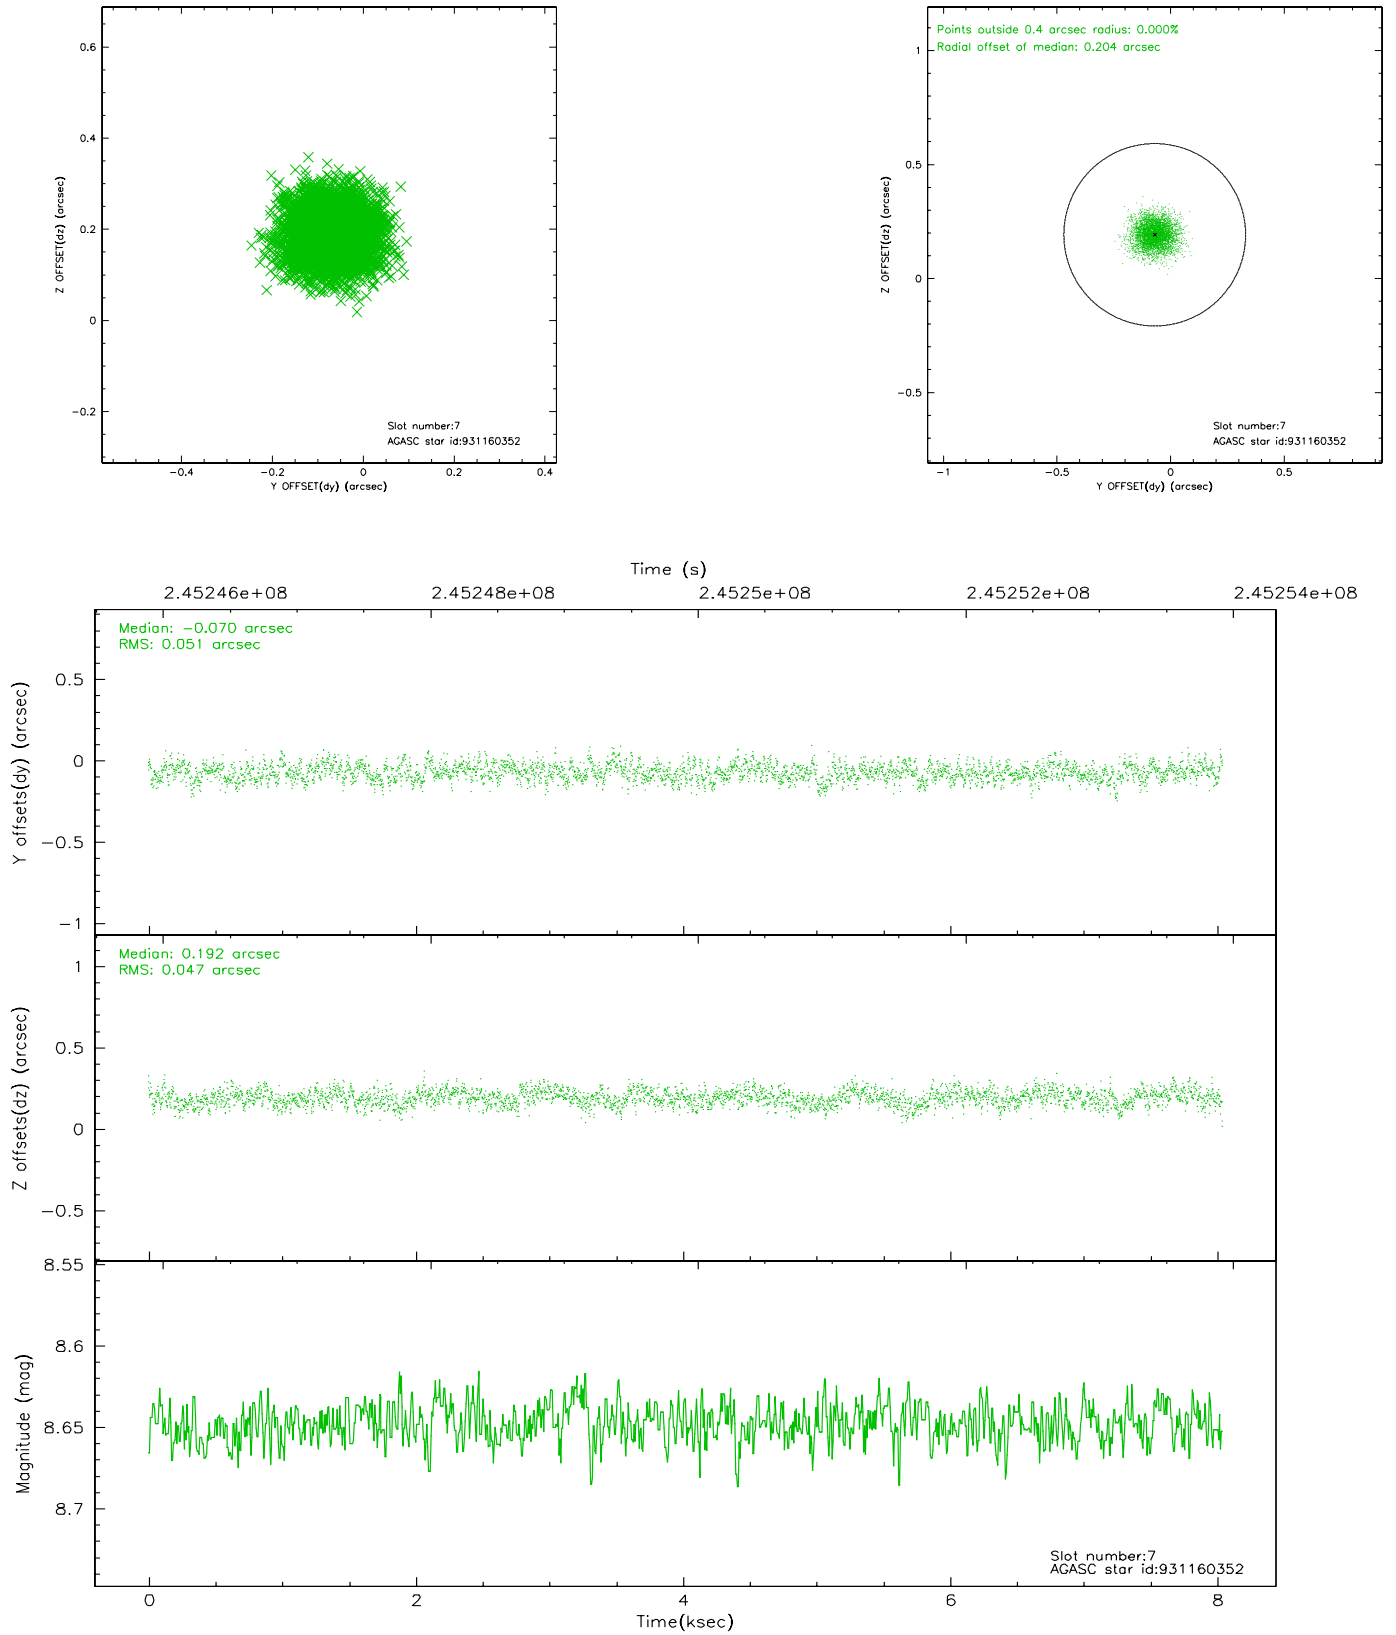 0.6
0.4
0.2
0
−0.2
Z OFFSET(dz) (arcsec)
Slot number:7
AGASC star id:931160352
−0.4 −0.2 0 0.2 0.4
Y OFFSET(dy) (arcsec)
Points outside 0.4 arcsec radius: 0.000%
Radial offset of median: 0.204 arcsec
1
0.5
0
−0.5
Z OFFSET(dz) (arcsec)
Slot number:7
AGASC star id:931160352
−1 −0.5 0 0.5
Y OFFSET(dy) (arcsec)
Time (s)
2.45246e+08 2.45248e+08 2.4525e+08 2.45252e+08 2.45254e+08
Median: −0.070 arcsec
RMS: 0.051 arcsec
0.5
0
−0.5
−1
Y offsets(dy) (arcsec)
Median: 0.192 arcsec
RMS: 0.047 arcsec
1
0.5
0
−0.5
Z offsets(dz) (arcsec)
8.55
8.6
8.65
8.7
Magnitude (mag)
Slot number:7
AGASC star id:931160352
0 2 4 6 8
Time(ksec)